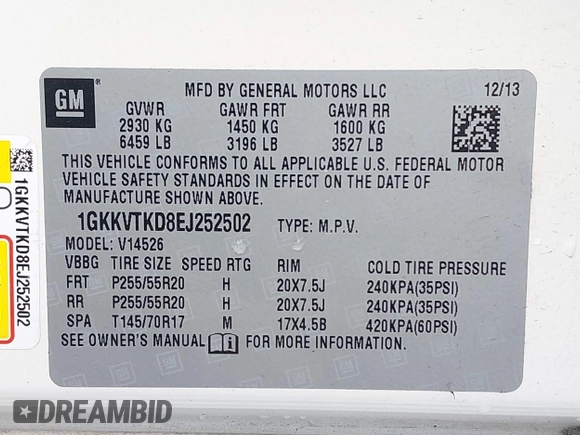 GM
MFD BY GENERAL MOTORS LLC 12/13
GVWR GAWR FRT GAWR RR
2930 KG 1450 KG 1600 KG
6459 LB 3196 LB 3527 LB
THIS VEHICLE CONFORMS TO ALL APPLICABLE U.S. FEDERAL MOTOR
VEHICLE SAFETY STANDARDS IN EFFECT ON THE DATE OF
MANUFACTURE SHOWN ABOVE.
1GKKVTKD8EJ252502 TYPE: M.P.V.
MODEL: V14526
VBBG TIRE SIZE SPEED RTG RIM COLD TIRE PRESSURE
FRT P255/55R20 H 20X7.5J 240KPA(35PSI)
RR P255/55R20 H 20X7.5J 240KPA(35PSI)
SPA T145/70R17 M 17X4.5B 420KPA(60PSI)
SEE OWNER'S MANUAL FOR MORE INFORMATION.
1GKKVTKD8EJ252502
DREAMBID